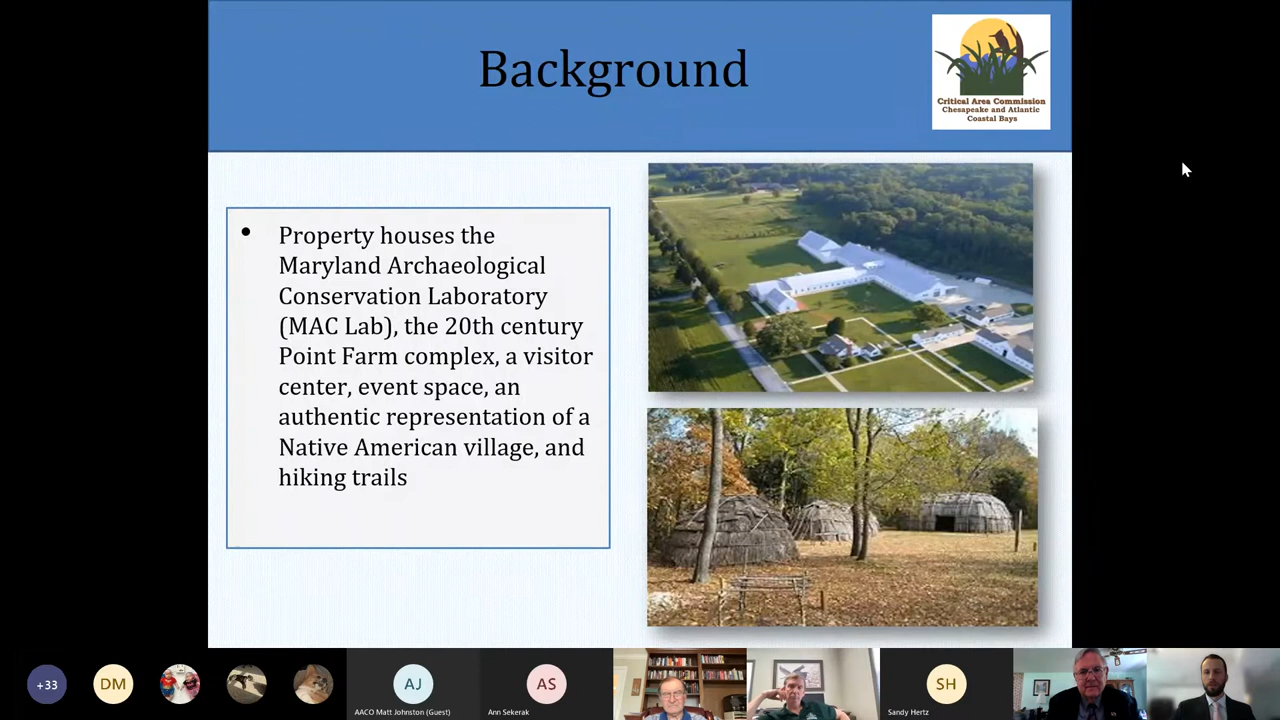 Background
Critical Area Commission
Chesapeake and Atlantic
Coastal Bays
• Property houses the
Maryland Archaeological
Conservation Laboratory
(MAC Lab), the 20th century
Point Farm complex, a visitor
center, event space, an
authentic representation of a
Native American village, and
hiking trails
+33
DM
AJ
AACO Matt Johnston (Guest)
AS
Ann Sekerak
SH
Sandy Hertz